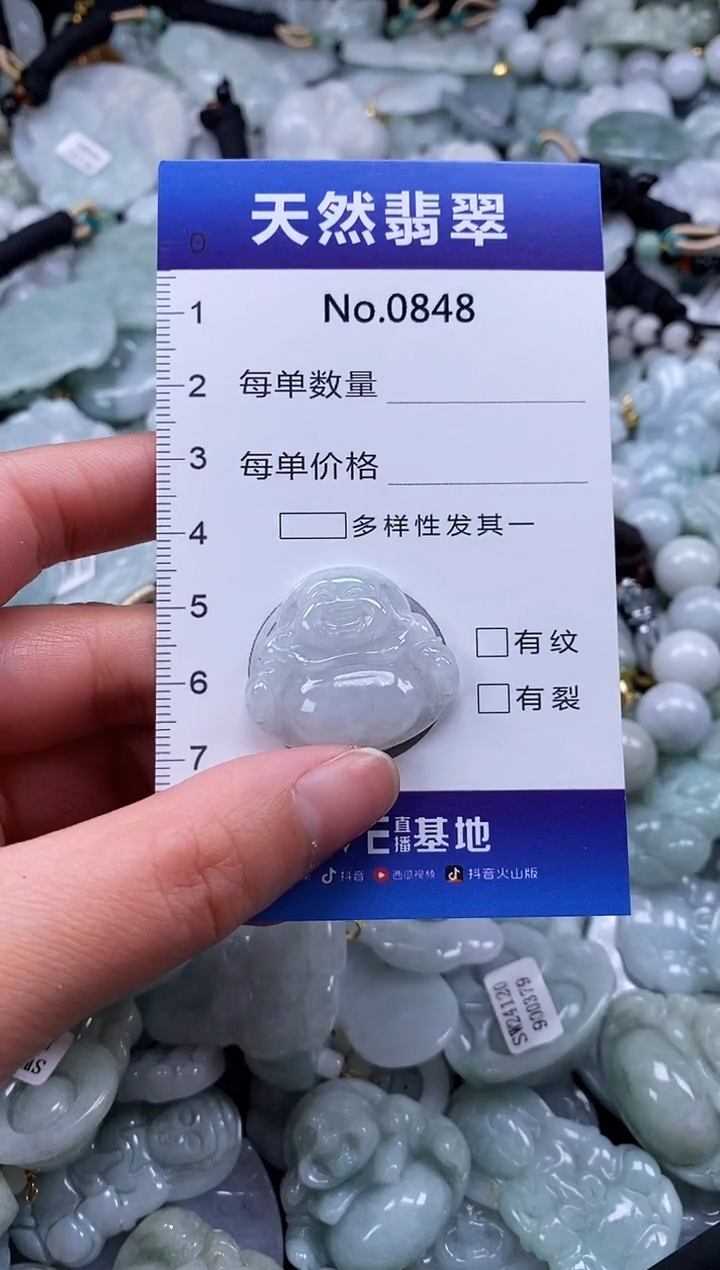 天然翡翠
0
No.0848
1
2
每单数量
3
每单价格
4
多样性发其一
5
有纹
6
有裂
7
直播基地
抖音 西瓜视频 抖音火山版
SW24120
900379